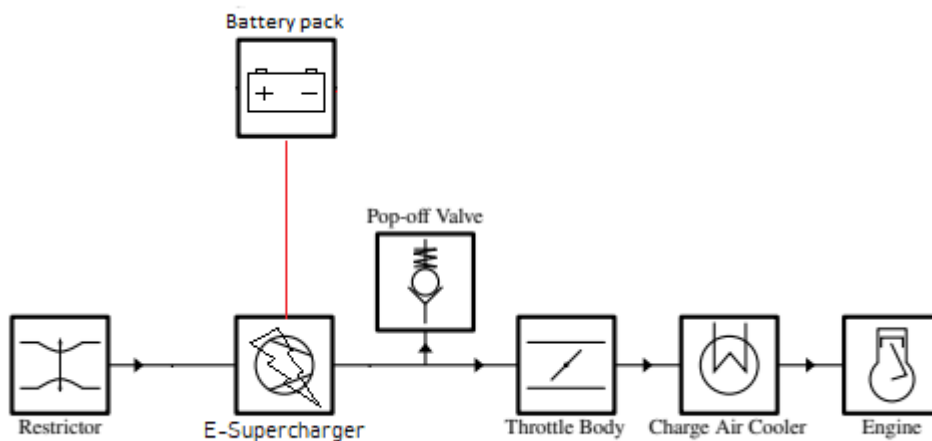 Battery pack
+ −
Pop-off Valve
Restrictor
E-Supercharger
Throttle Body
Charge Air Cooler
Engine